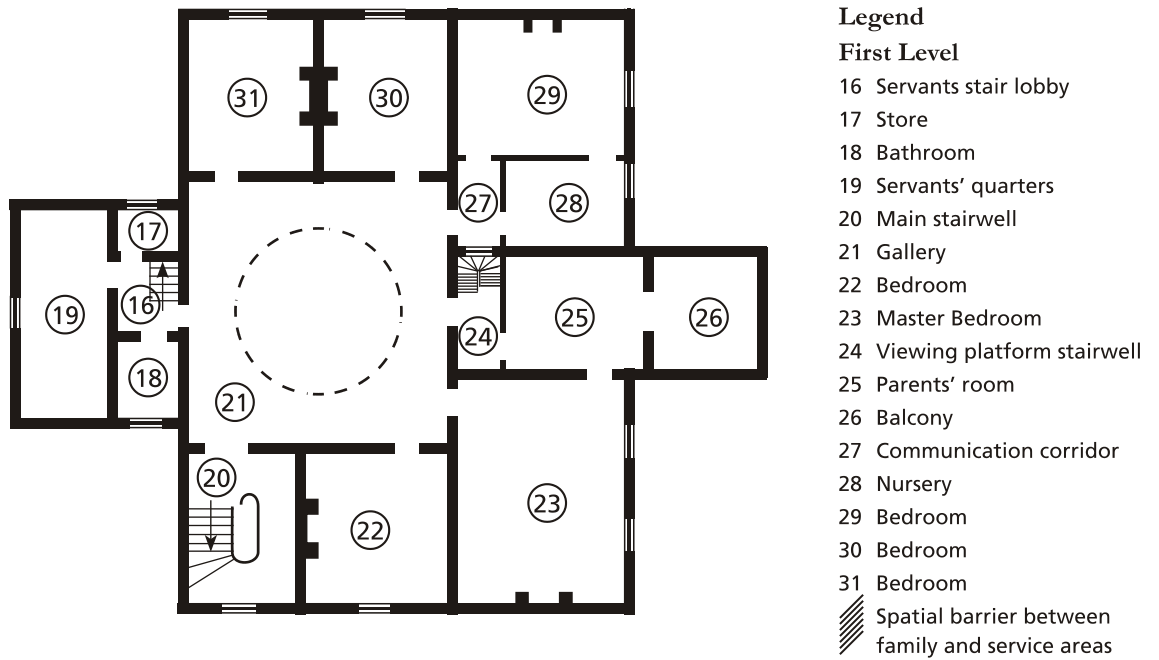 31
30
29
27
28
17
16
19
18
24
25
26
21
20
22
23
Legend
First Level
16 Servants stair lobby
17 Store
18 Bathroom
19 Servants’ quarters
20 Main stairwell
21 Gallery
22 Bedroom
23 Master Bedroom
24 Viewing platform stairwell
25 Parents’ room
26 Balcony
27 Communication corridor
28 Nursery
29 Bedroom
30 Bedroom
31 Bedroom
Spatial barrier between
family and service areas